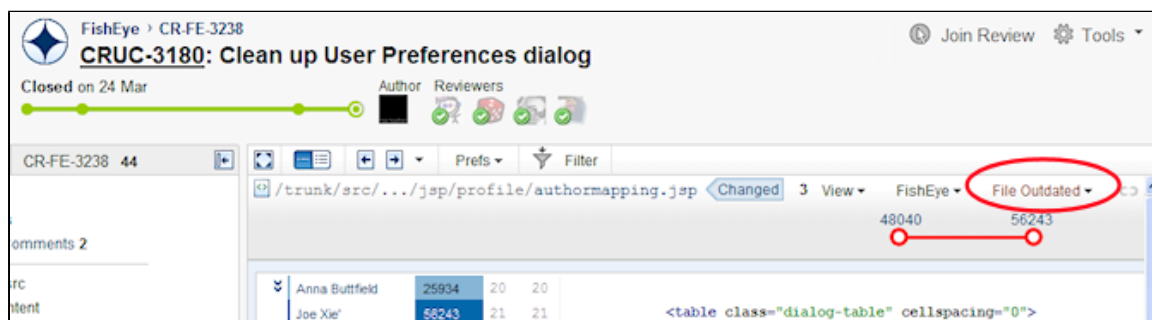 FishEye › CR-FE-3238
CRUC-3180: Clean up User Preferences dialog
Join Review Tools
Closed on 24 Mar
Author Reviewers
CR-FE-3238 44
Prefs Filter
/trunk/src/.../jsp/profile/authormapping.jsp Changed 3 View FishEye File Outdated
48040 56243
omments 2
rc
ntent
Anna Buttfield 25934 20 20
Joe Xie' 56243 21 21 <table class="dialog-table" cellspacing="0">